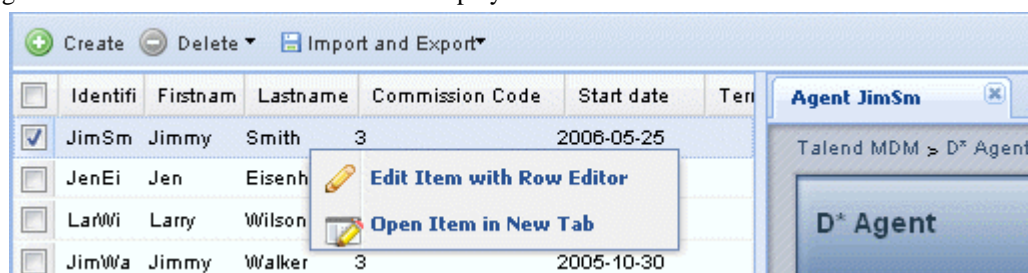 Create Delete Import and Export
Identifi Firstnam Lastname Commission Code Start date Terr
Agent JimSm
JimSm Jimmy Smith 3 2006-05-25
Talend MDM > D* Agent
JenEi Jen Eisenh
Edit Item with Row Editor
LarWi Larry Wilson
Open Item in New Tab
D* Agent
JimWa Jimmy Walker 3 2005-10-30